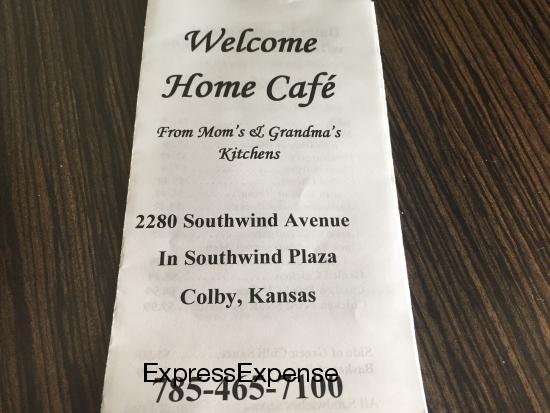 Welcome
Home Café
From Mom's & Grandma's
Kitchens
2280 Southwind Avenue
In Southwind Plaza
Colby, Kansas
ExpressExpense
785-465-7100